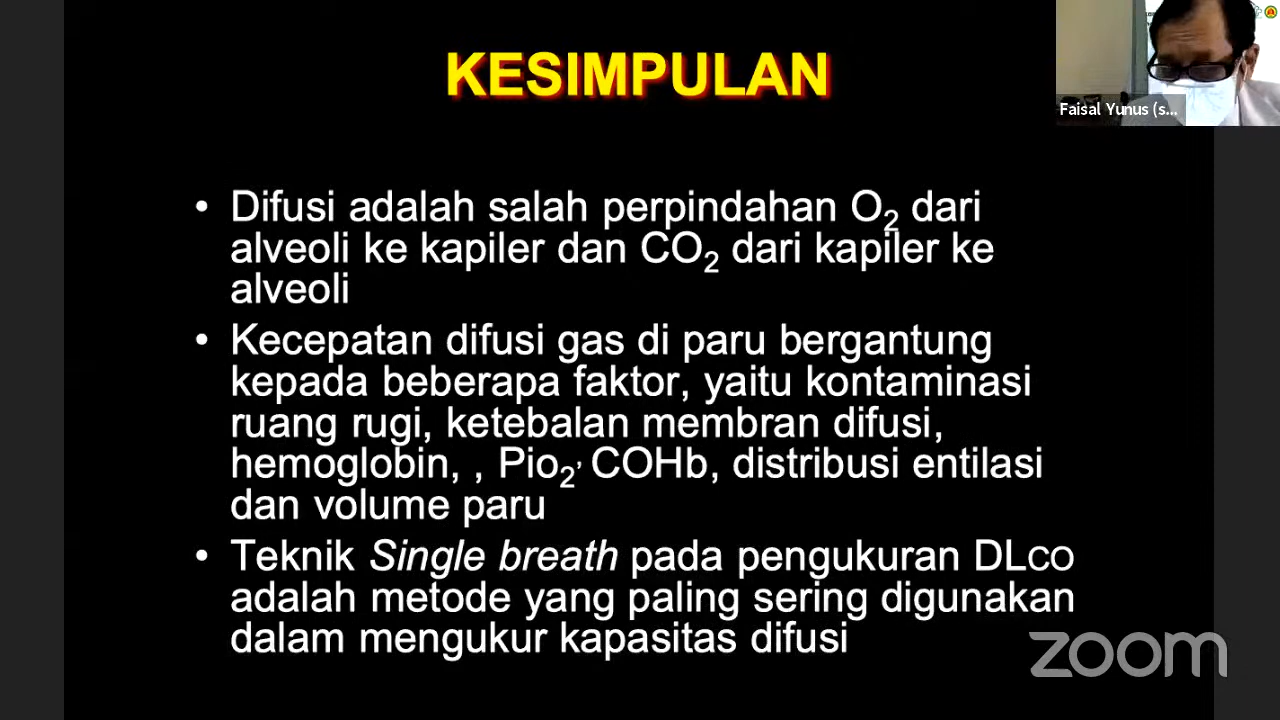 KESIMPULAN
Faisal Yunus (s...
• Difusi adalah salah perpindahan O₂ dari
alveoli ke kapiler dan CO₂ dari kapiler ke
alveoli
• Kecepatan difusi gas di paru bergantung
kepada beberapa faktor, yaitu kontaminasi
ruang rugi, ketebalan membran difusi,
hemoglobin, , Pio₂, COHb, distribusi entilasi
dan volume paru
• Teknik Single breath pada pengukuran DLCO
adalah metode yang paling sering digunakan
dalam mengukur kapasitas difusi
zoom